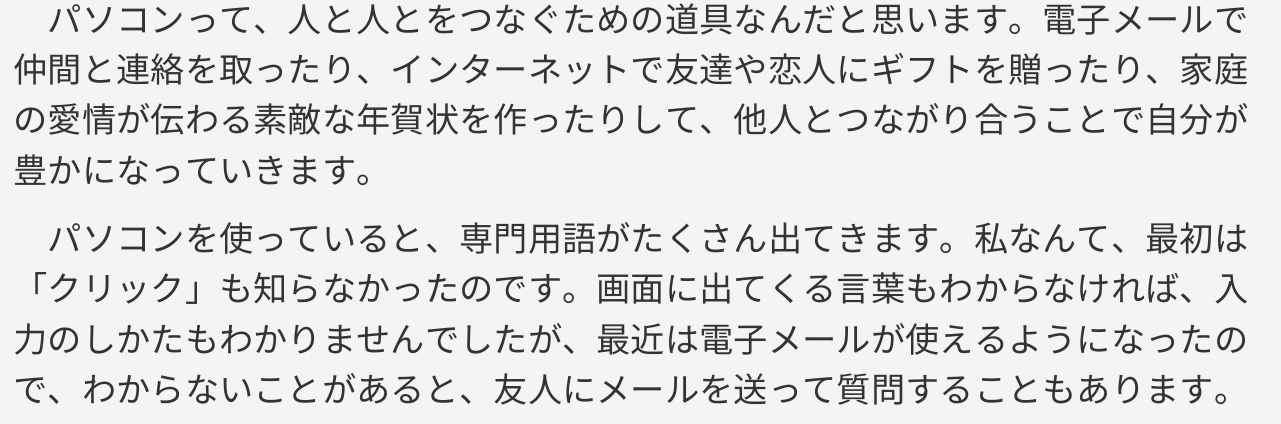 パソコンって、人と人とをつなぐための道具なんだと思います。電子メールで
仲間と連絡を取ったり、インターネットで友達や恋人にギフトを贈ったり、家庭
の愛情が伝わる素敵な年賀状を作ったりして、他人とつながり合うことで自分が
豊かになっていきます。
　パソコンを使っていると、専門用語がたくさん出てきます。私なんて、最初は
「クリック」も知らなかったのです。画面に出てくる言葉もわからなければ、入
力のしかたもわかりませんでしたが、最近は電子メールが使えるようになったの
で、わからないことがあると、友人にメールを送って質問することもあります。